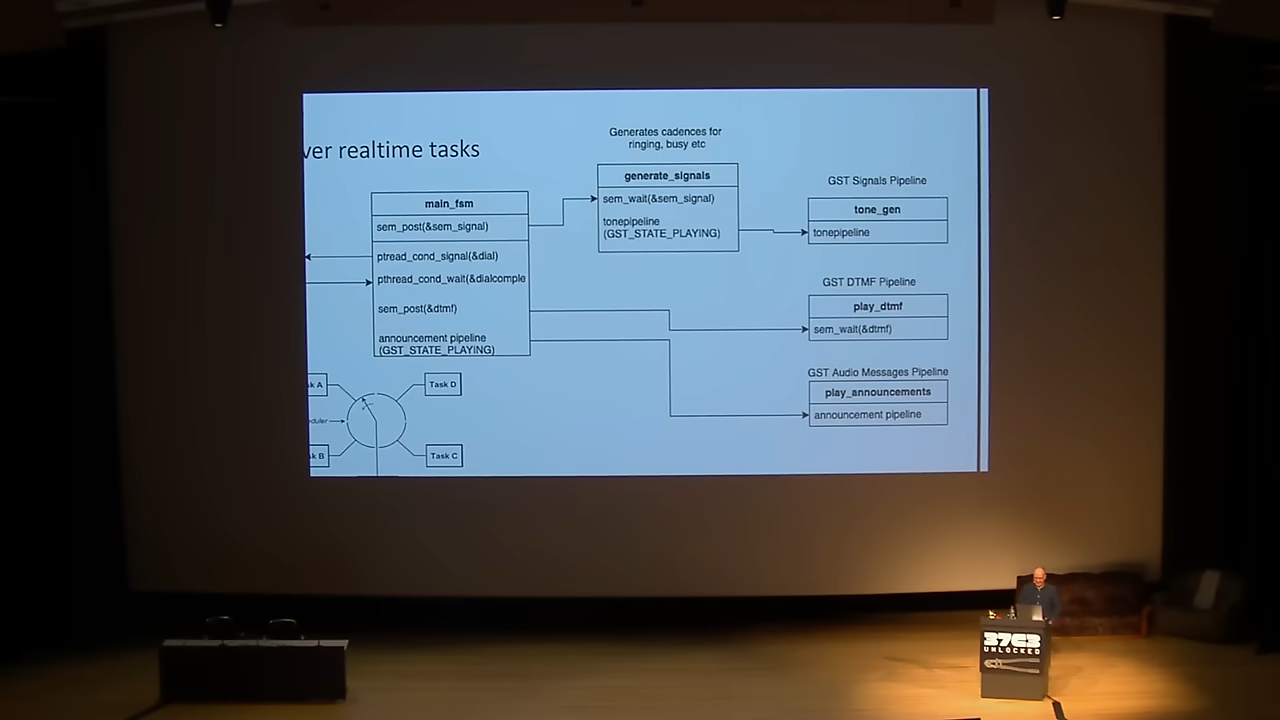 ver realtime tasks
Generates cadences for
ringing, busy etc
generate_signals
sem_wait(&sem_signal)
tonepipeline
(GST_STATE_PLAYING)
main_fsm
sem_post(&sem_signal)
ptread_cond_signal(&dial)
pthread_cond_wait(&dialcomple
sem_post(&dtmf)
announcement pipeline
(GST_STATE_PLAYING)
GST Signals Pipeline
tone_gen
tonepipeline
GST DTMF Pipeline
play_dtmf
sem_wait(&dtmf)
GST Audio Messages Pipeline
play_announcements
announcement pipeline
k A
Task D
duler
k B
Task C
37C3
UNLOCKED